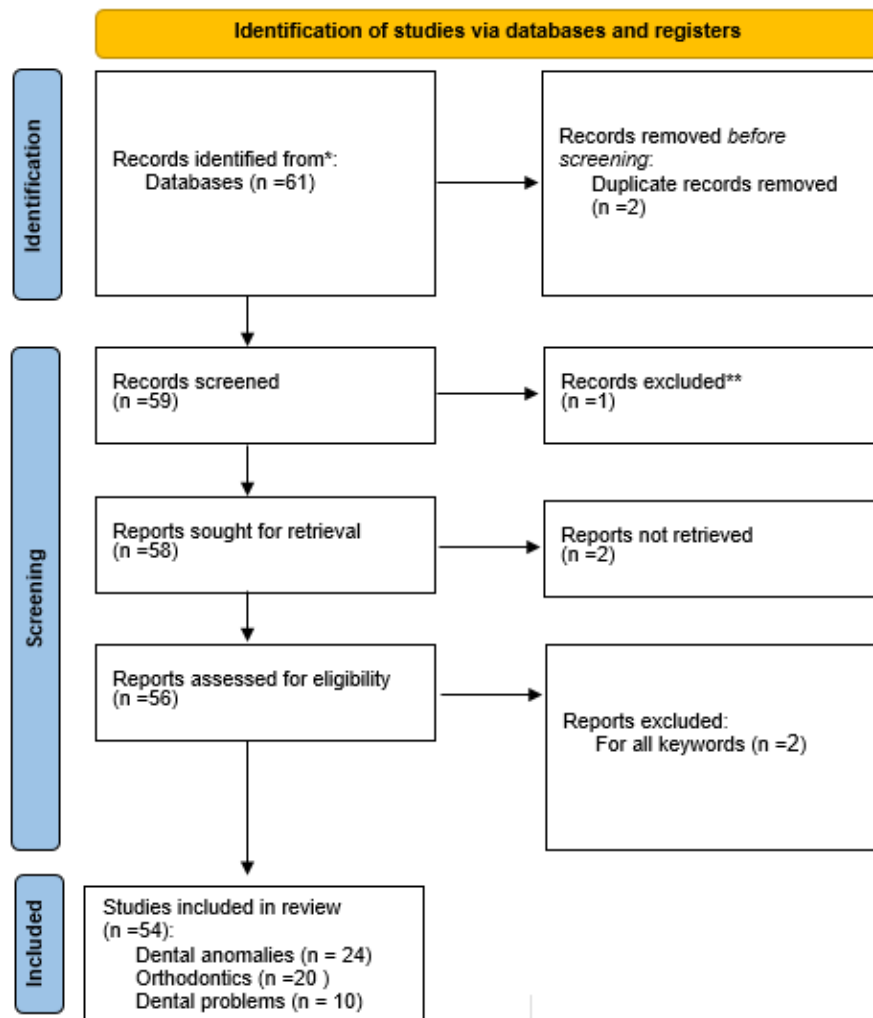 Identification of studies via databases and registers
Identification
Records identified from*:
Databases (n =61)
Records removed before
screening:
Duplicate records removed
(n =2)
Screening
Records screened
(n =59)
Records excluded**
(n =1)
Reports sought for retrieval
(n =58)
Reports not retrieved
(n =2)
Reports assessed for eligibility
(n =56)
Reports excluded:
For all keywords (n =2)
Included
Studies included in review
(n =54):
Dental anomalies (n = 24)
Orthodontics (n =20 )
Dental problems (n = 10)